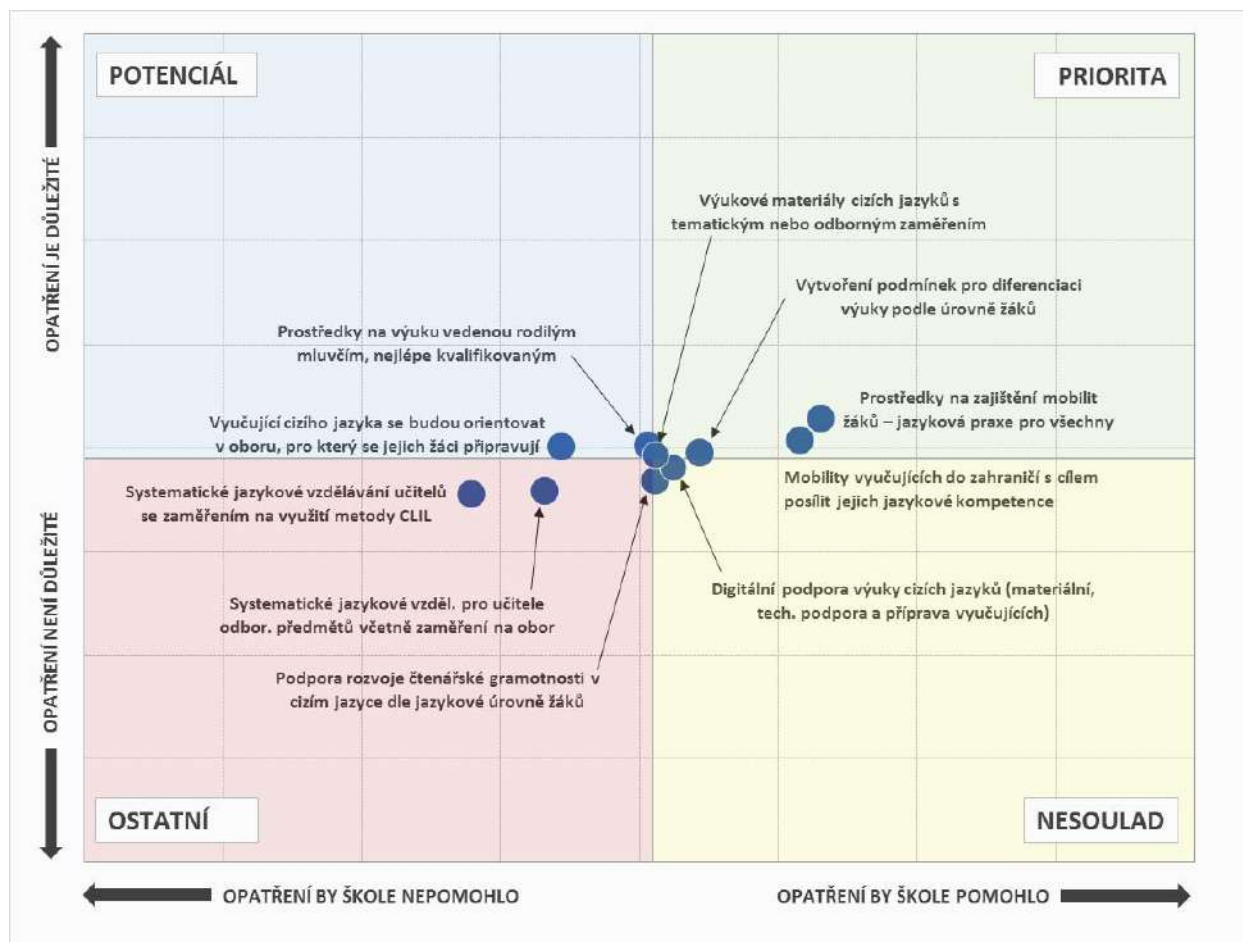 POTENCIÁL
PRIORITA
OPATŘENÍ JE DŮLEŽITÉ
Výukové materiály cizích jazyků s
tematickým nebo odborným zaměřením
Vytvoření podmínek pro diferenciaci
výuky podle úrovně žáků
Prostředky na výuku vedenou rodilým
mluvčím, nejlépe kvalifikovaným
Prostředky na zajištění mobilit
žáků – jazyková praxe pro všechny
Vyučující cizího jazyka se budou orientovat
v oboru, pro který se jejich žáci připravují
Mobility vyučujících do zahraničí s cílem
posílit jejich jazykové kompetence
Systematické jazykové vzdělávání učitelů
se zaměřením na využití metody CLIL
OPATŘENÍ NENÍ DŮLEŽITÉ
Digitální podpora výuky cizích jazyků (materiální,
tech. podpora a příprava vyučujících)
Systematické jazykové vzděl. pro učitele
odbor. předmětů včetně zaměření na obor
Podpora rozvoje čtenářské gramotnosti v
cizím jazyce dle jazykové úrovně žáků
OSTATNÍ
NESOULAD
OPATŘENÍ BY ŠKOLE NEPOMOHLO
OPATŘENÍ BY ŠKOLE POMOHLO